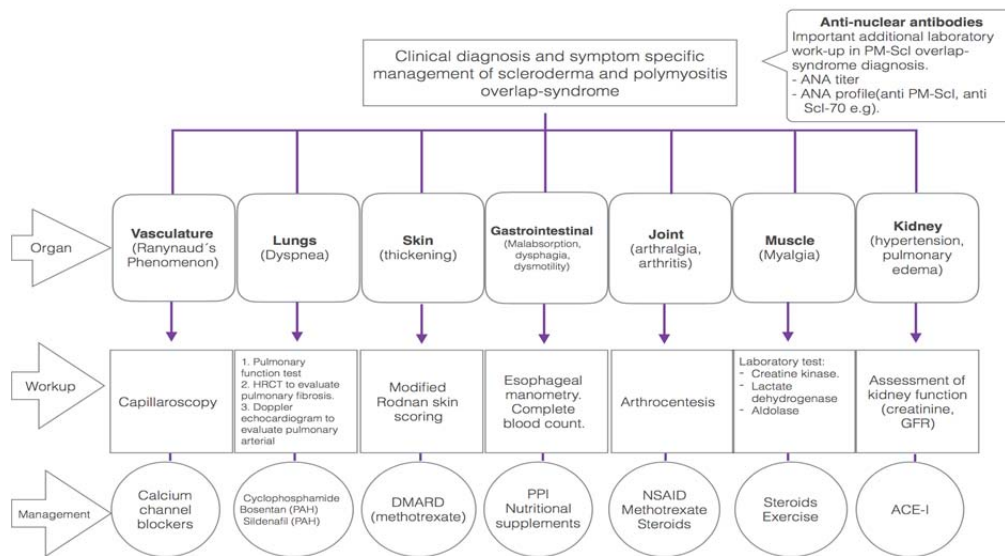 Anti-nuclear antibodies
Important additional laboratory
work-up in PM-Scl overlap-
syndrome diagnosis.
- ANA titer
- ANA profile(anti PM-Scl, anti
Scl-70 e.g).
Clinical diagnosis and symptom specific
management of scleroderma and polymyositis
overlap-syndrome
Organ
Vasculature
(Ranynaud´s
Phenomenon)
Lungs
(Dyspnea)
Skin
(thickening)
Gastrointestinal
(Malabsorption,
dysphagia,
dysmotility)
Joint
(arthralgia,
arthritis)
Muscle
(Myalgia)
Kidney
(hypertension,
pulmonary
edema)
Workup
Capillaroscopy
1. Pulmonary
function test
2. HRCT to evaluate
pulmonary fibrosis.
3. Doppler
echocardiogram to
evaluate pulmonary
arterial
Modified
Rodnan skin
scoring
Esophageal
manometry.
Complete
blood count.
Arthrocentesis
Laboratory test:
- Creatine kinase.
- Lactate
dehydrogenase
- Aldolase
Assessment of
kidney function
(creatinine,
GFR)
Management
Calcium
channel
blockers
Cyclophosphamide
Bosentan (PAH)
Sildenafil (PAH)
DMARD
(methotrexate)
PPI
Nutritional
supplements
NSAID
Methotrexate
Steroids
Steroids
Exercise
ACE-I